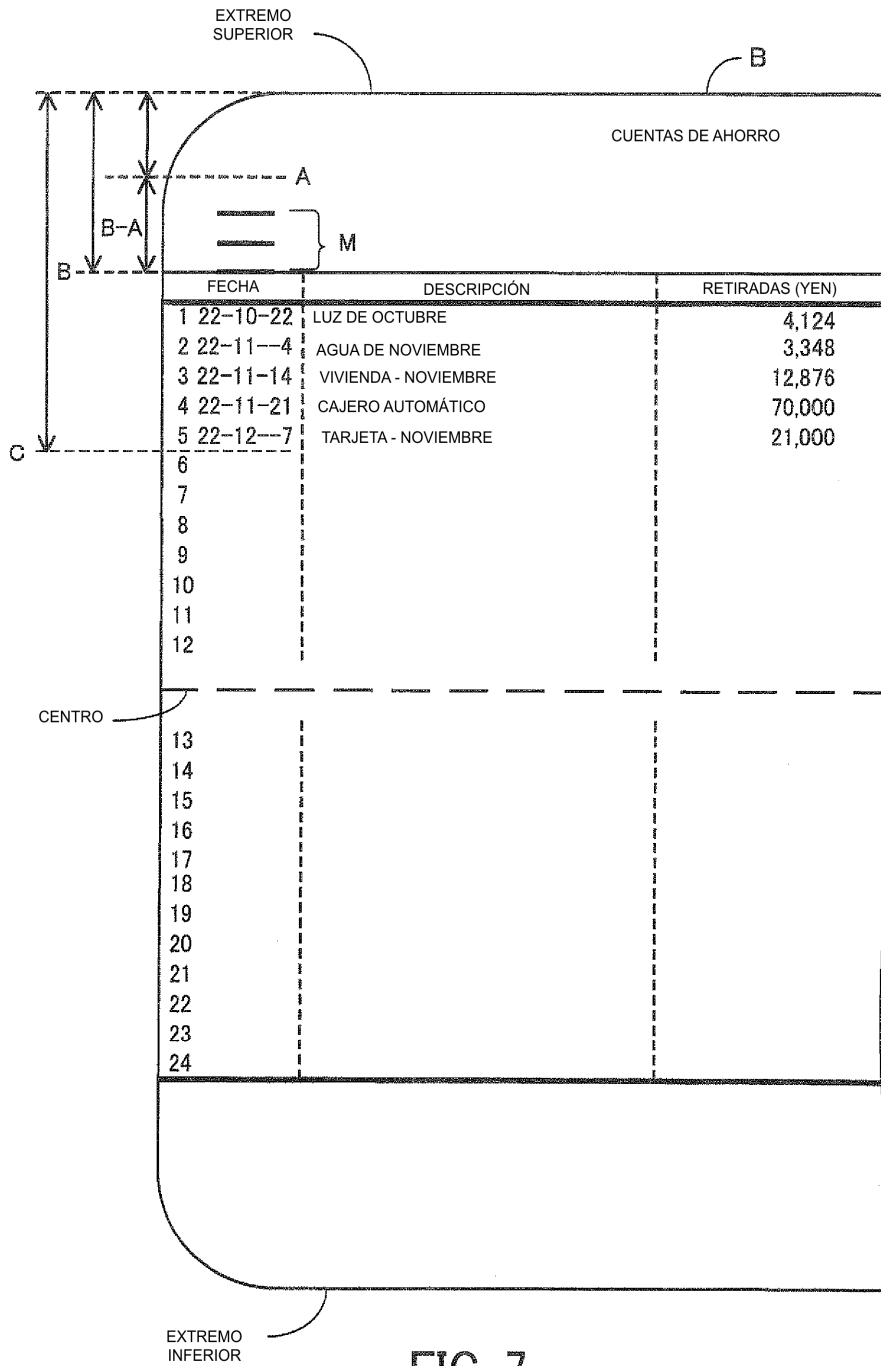 EXTREMO
SUPERIOR
B
CUENTAS DE AHORRO
A
B-A
M
B
FECHA DESCRIPCIÓN RETIRADAS (YEN)
1 22-10-22 LUZ DE OCTUBRE 4,124
2 22-11--4 AGUA DE NOVIEMBRE 3,348
3 22-11-14 VIVIENDA - NOVIEMBRE 12,876
4 22-11-21 CAJERO AUTOMÁTICO 70,000
5 22-12--7 TARJETA - NOVIEMBRE 21,000
C
6
7
8
9
10
11
12
CENTRO
13
14
15
16
17
18
19
20
21
22
23
24
EXTREMO
INFERIOR
FIG. 7